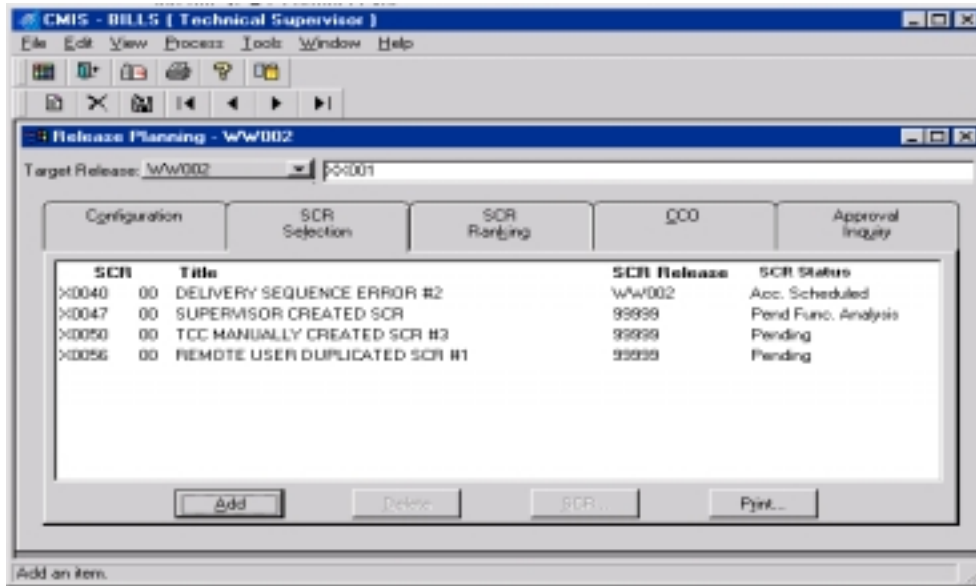 CMIS - BILLS ( Technical Supervisor )
File Edit View Process Tools Window Help
Release Planning - WW002
Target Release: WW002 XX001
Configuration SCR Selection SCR Ranking CCO Approval Inquiry
SCR Title SCR Release SCR Status
X0040 00 DELIVERY SEQUENCE ERROR #2 WW002 Acc. Scheduled
X0047 00 SUPERVISOR CREATED SCR 99999 Pend Func. Analysis
X0050 00 TCC MANUALLY CREATED SCR #3 99999 Pending
X0056 00 REMOTE USER DUPLICATED SCR #1 99999 Pending
Add Delete SCR... Print...
Add an item.